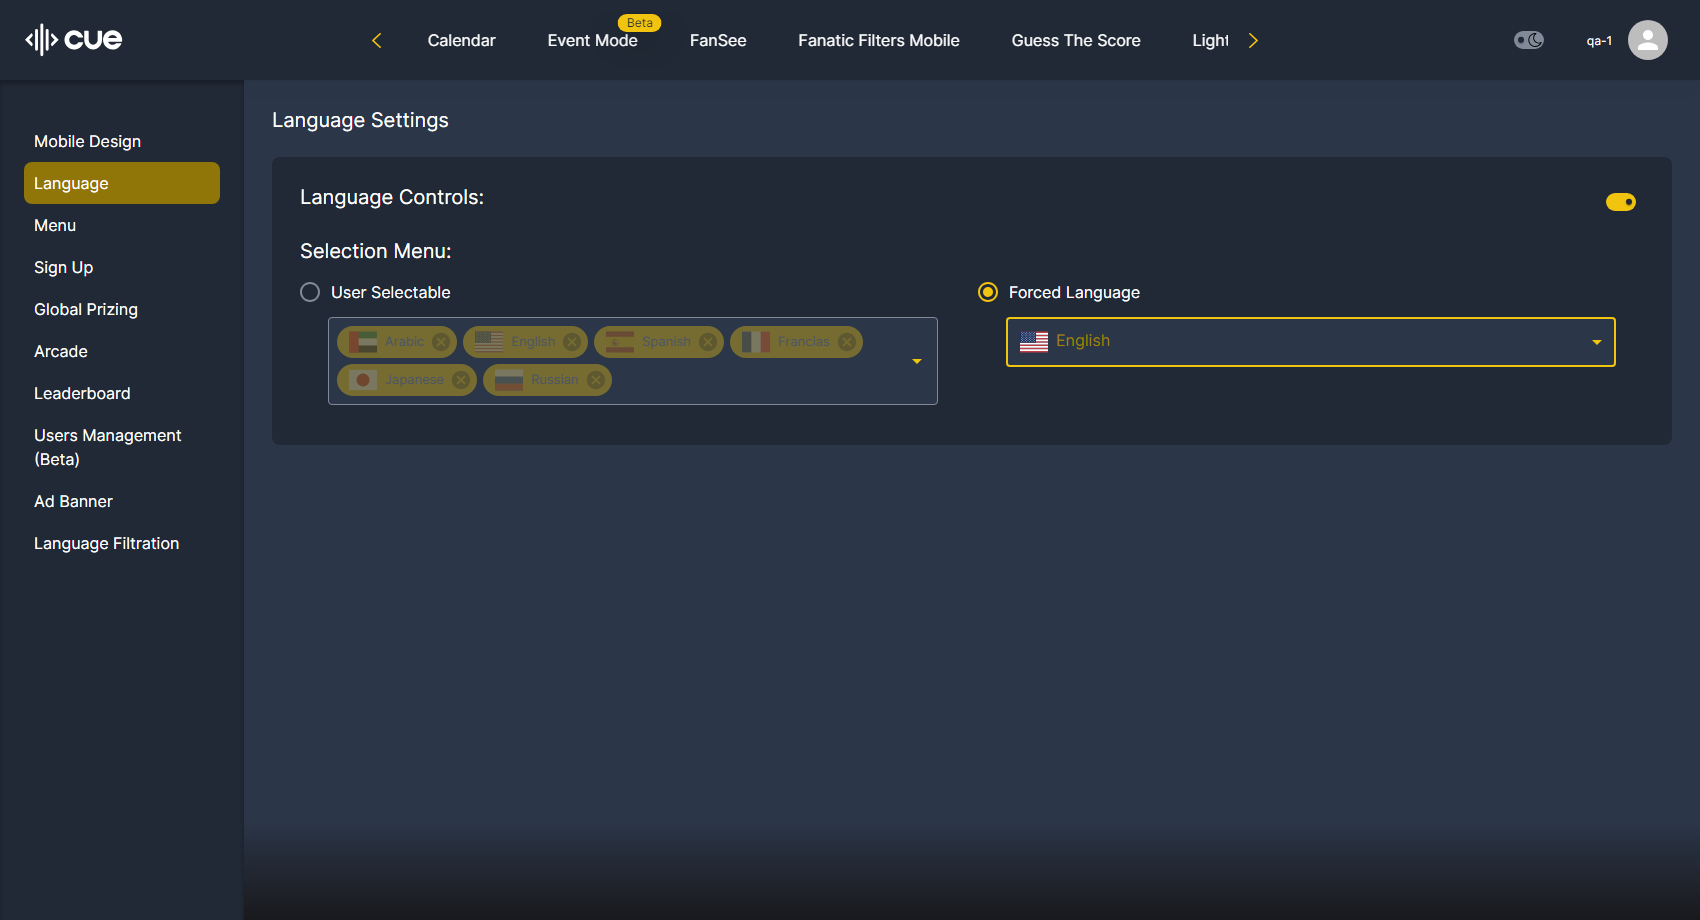 cue
Calendar
Event Mode
Beta
FanSee
Fanatic Filters Mobile
Guess The Score
Light
qa-1
Mobile Design
Language
Menu
Sign Up
Global Prizing
Arcade
Leaderboard
Users Management
(Beta)
Ad Banner
Language Filtration
Language Settings
Language Controls:
Selection Menu:
User Selectable
Arabic English Spanish Francias
Japanese Russian
Forced Language
English